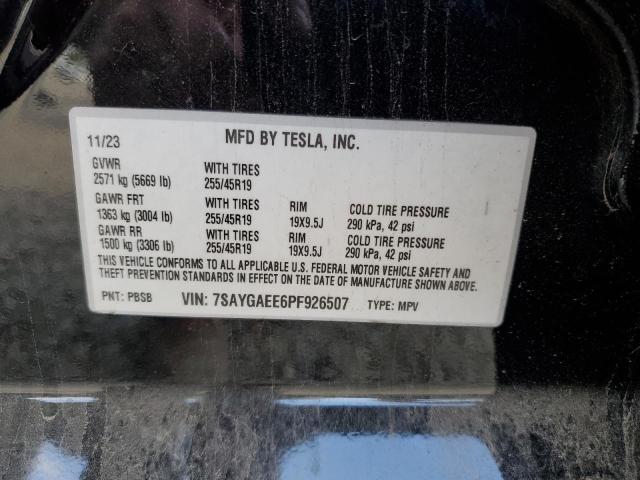 11/23 MFD BY TESLA, INC.
GVWR WITH TIRES
2571 kg (5669 lb) 255/45R19
GAWR FRT WITH TIRES RIM COLD TIRE PRESSURE
1363 kg (3004 lb) 255/45R19 19X9.5J 290 kPa, 42 psi
GAWR RR WITH TIRES RIM COLD TIRE PRESSURE
1500 kg (3306 lb) 255/45R19 19X9.5J 290 kPa, 42 psi
THIS VEHICLE CONFORMS TO ALL APPLICABLE U.S. FEDERAL MOTOR VEHICLE SAFETY AND
THEFT PREVENTION STANDARDS IN EFFECT ON THE DATE OF MANUFACTURE SHOWN ABOVE.
PNT: PBSB VIN: 7SAYGAEE6PF926507 TYPE: MPV